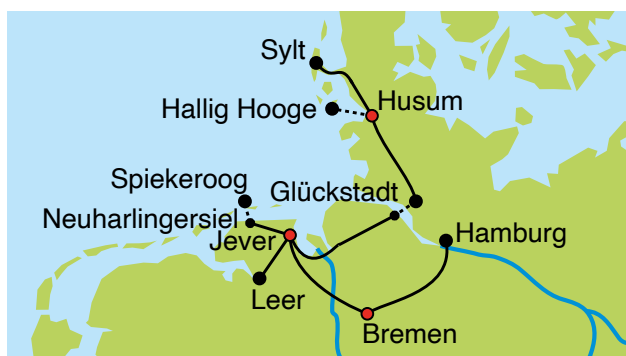 Sylt
Husum
Hallig Hooge
Spiekeroog
Glückstadt
Neuharlingersiel
Jever
Hamburg
Leer
Bremen